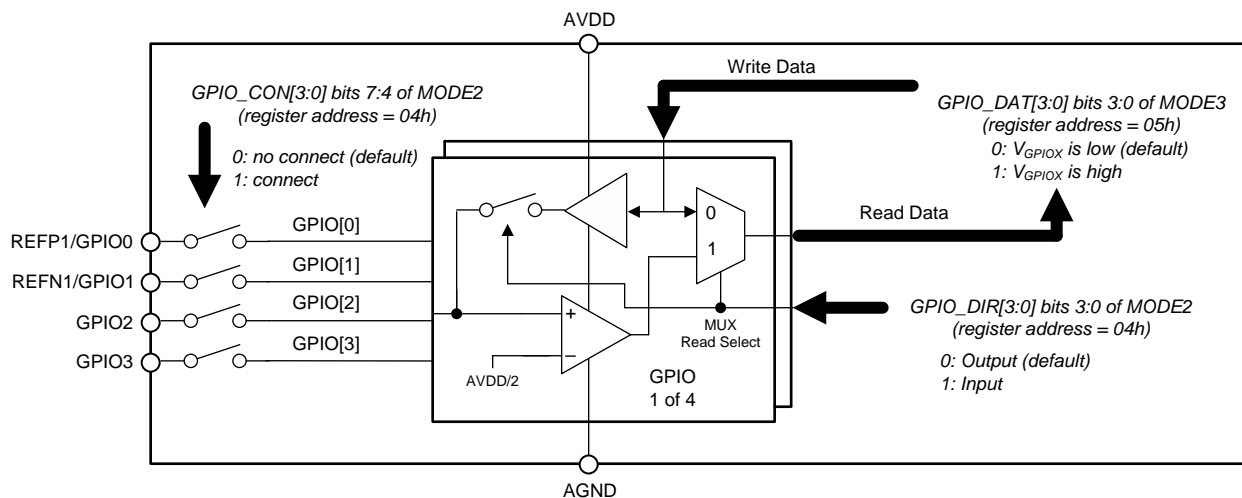 AVDD
GPIO_CON[3:0] bits 7:4 of MODE2
(register address = 04h)
0: no connect (default)
1: connect
Write Data
GPIO_DAT[3:0] bits 3:0 of MODE3
(register address = 05h)
0: VGPIOX is low (default)
1: VGPIOX is high
Read Data
0
1
REFP1/GPIO0
GPIO[0]
REFN1/GPIO1
GPIO[1]
GPIO2
GPIO[2]
GPIO3
GPIO[3]
+
−
AVDD/2
MUX
Read Select
GPIO
1 of 4
GPIO_DIR[3:0] bits 3:0 of MODE2
(register address = 04h)
0: Output (default)
1: Input
AGND